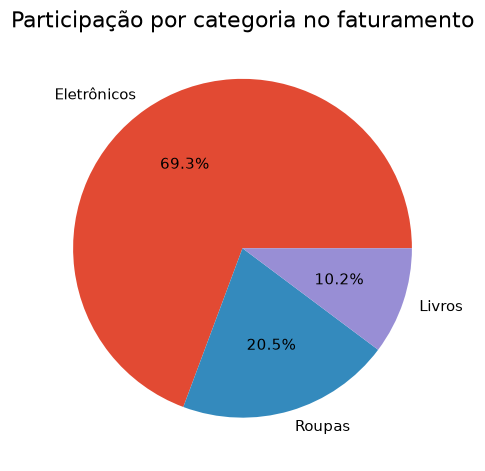 Participação por categoria no faturamento
Eletrônicos
69.3%
10.2%
Livros
20.5%
Roupas